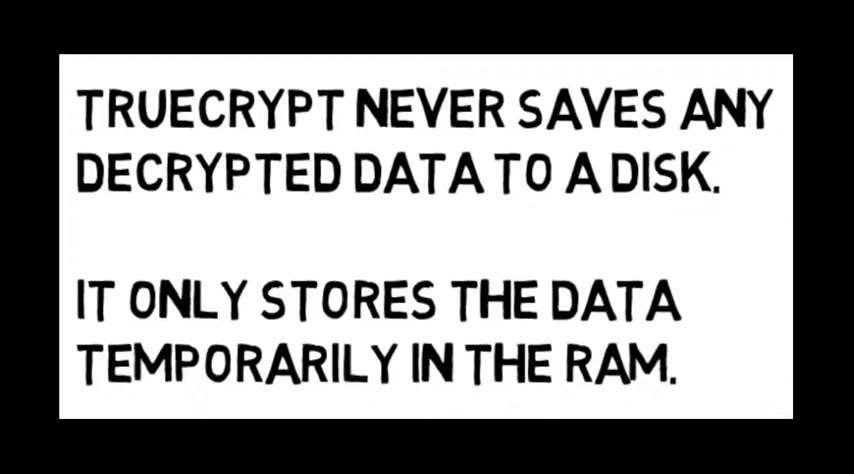 TRUECRYPT NEVER SAVES ANY
DECRYPTED DATA TO A DISK.
IT ONLY STORES THE DATA
TEMPORARILY IN THE RAM.